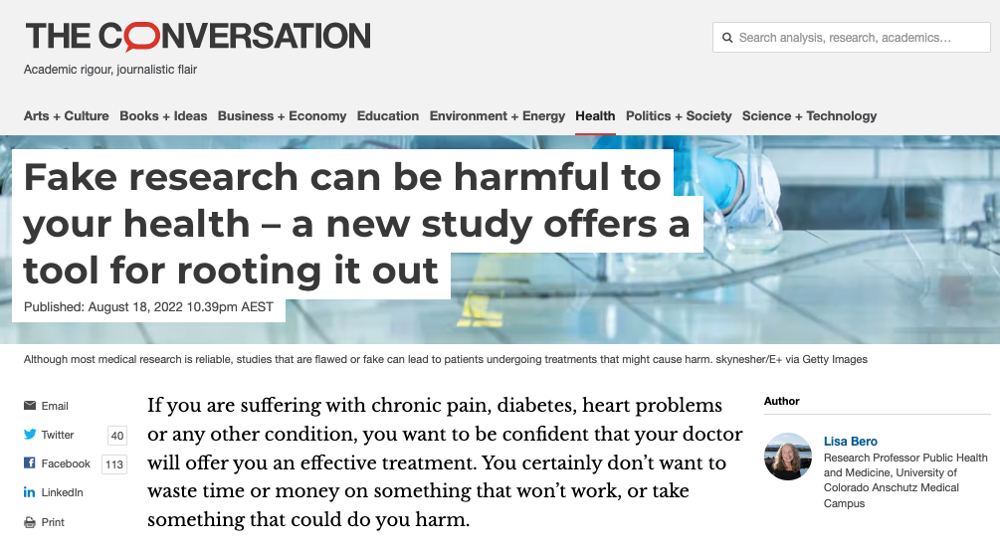 THE CONVERSATION
Search analysis, research, academics...
Academic rigour, journalistic flair
Arts + Culture Books + Ideas Business + Economy Education Environment + Energy Health Politics + Society Science + Technology
Fake research can be harmful to
your health – a new study offers a
tool for rooting it out
Published: August 18, 2022 10.39pm AEST
Although most medical research is reliable, studies that are flawed or fake can lead to patients undergoing treatments that might cause harm. skynesher/E+ via Getty Images
Email
Twitter 40
Facebook 113
LinkedIn
Print
If you are suffering with chronic pain, diabetes, heart problems
or any other condition, you want to be confident that your doctor
will offer you an effective treatment. You certainly don’t want to
waste time or money on something that won’t work, or take
something that could do you harm.
Author
Lisa Bero
Research Professor Public Health
and Medicine, University of
Colorado Anschutz Medical
Campus